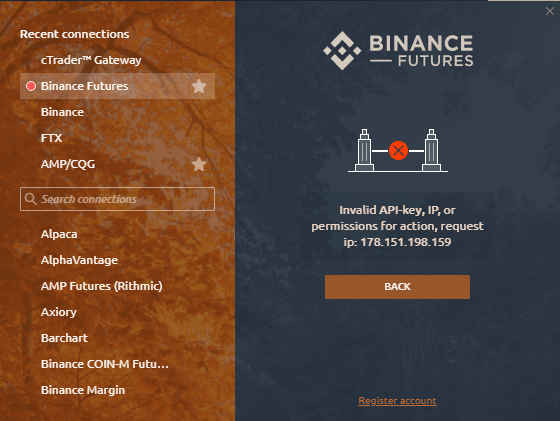 Recent connections
cTrader™ Gateway
Binance Futures
Binance
FTX
AMP/CQG
Search connections
Alpaca
AlphaVantage
AMP Futures (Rithmic)
Axiory
Barchart
Binance COIN-M Futu...
Binance Margin
BINANCE
FUTURES
Invalid API-key, IP, or
permissions for action, request
ip: 178.151.198.159
BACK
Register account